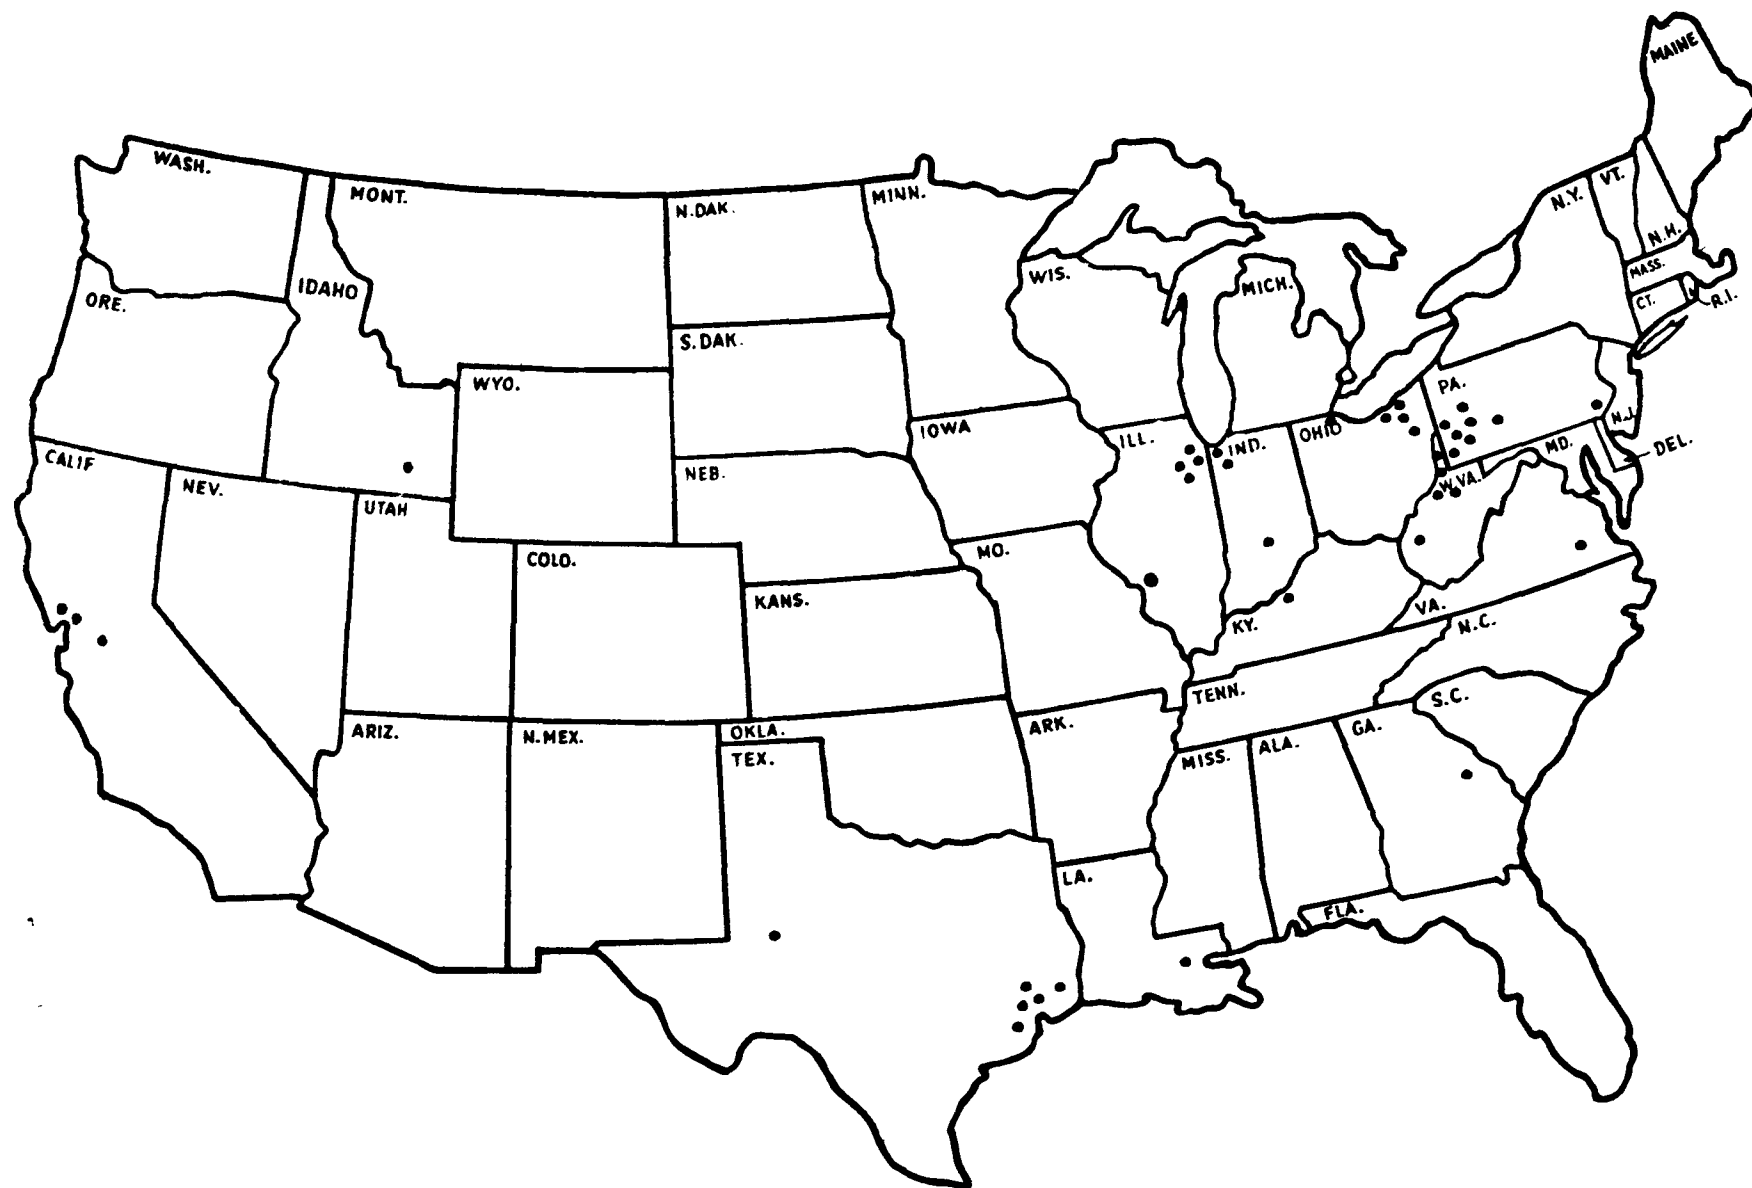 MAINE
WASH.
MONT.
N.DAK.
MINN.
N.Y.
VT.
N.H.
MASS.
CT.
R.I.
ORE.
IDAHO
WIS.
MICH.
S.DAK.
WYO.
PA.
N.J.
IOWA
ILL.
IND.
OHIO
MD.
DEL.
CALIF
NEV.
UTAH
NEB.
W.VA.
COLO.
MO.
KANS.
KY.
VA.
N.C.
TENN.
S.C.
ARIZ.
N.MEX.
OKLA.
TEX.
ARK.
MISS.
ALA.
GA.
LA.
FLA.